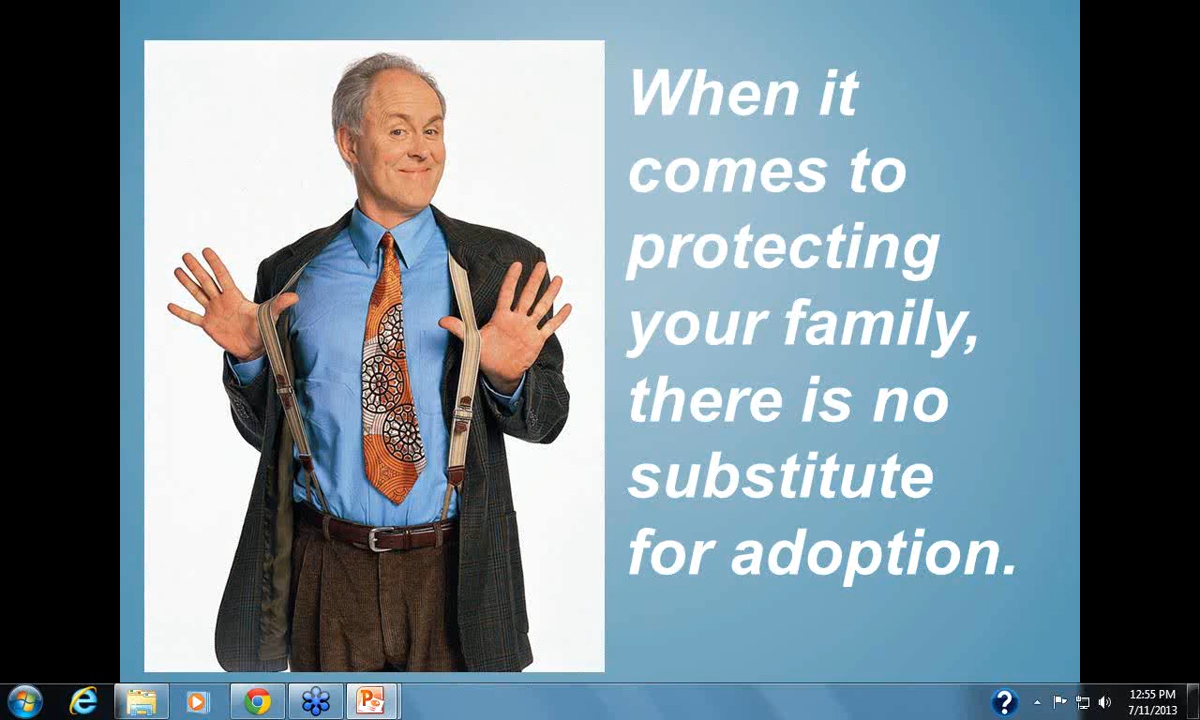 When it
comes to
protecting
your family,
there is no
substitute
for adoption.
12:55 PM
7/11/2013